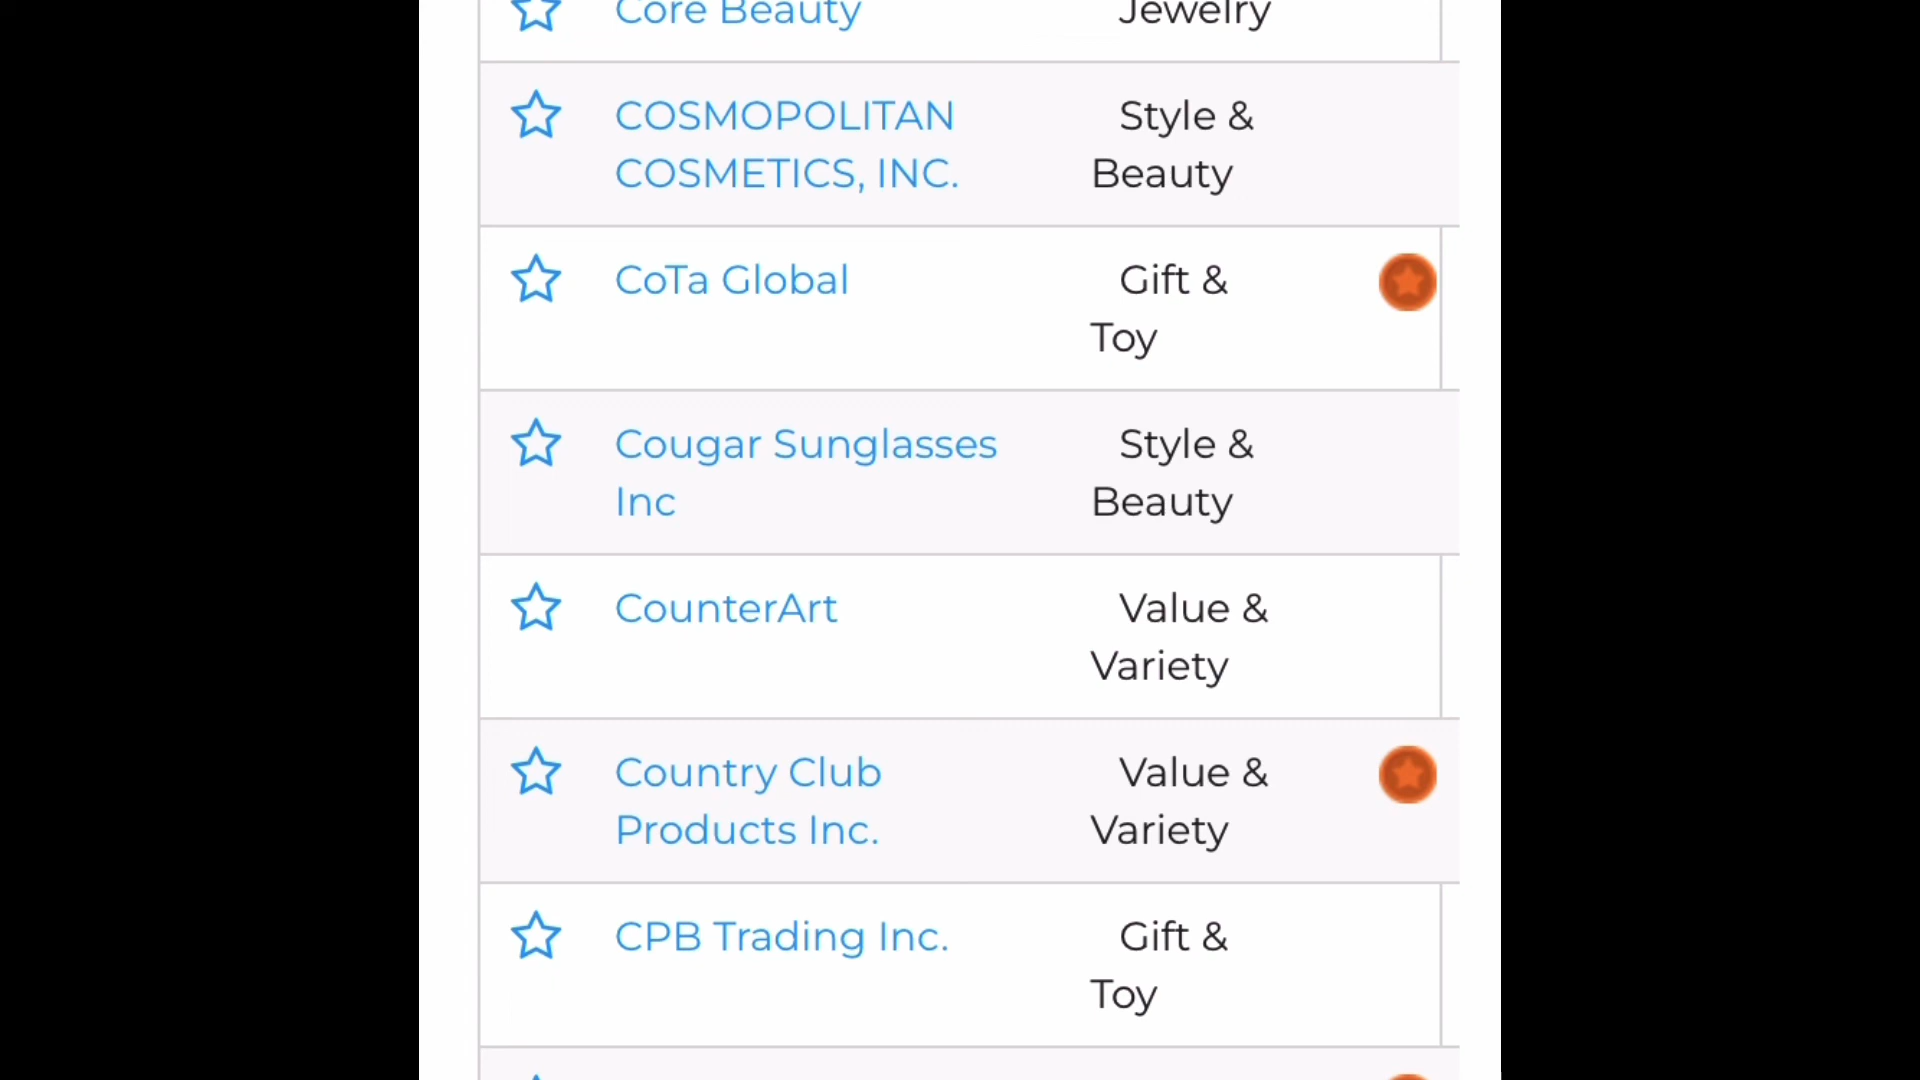 Core Beauty Jewelry
COSMOPOLITAN Style &
COSMETICS, INC. Beauty
CoTa Global Gift &
Toy
Cougar Sunglasses Style &
Inc Beauty
CounterArt Value &
Variety
Country Club Value &
Products Inc. Variety
CPB Trading Inc. Gift &
Toy